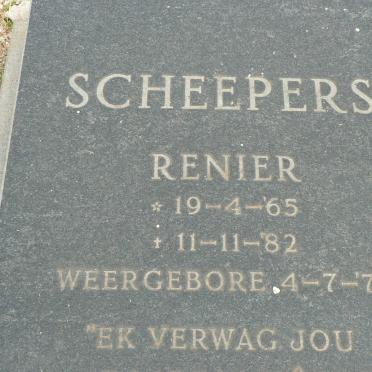 SCHEEPERS
RENIER
* 19-4-'65
† 11-11-'82
WEERGEBORE 4-7-'7
"EK VERWAG JOU